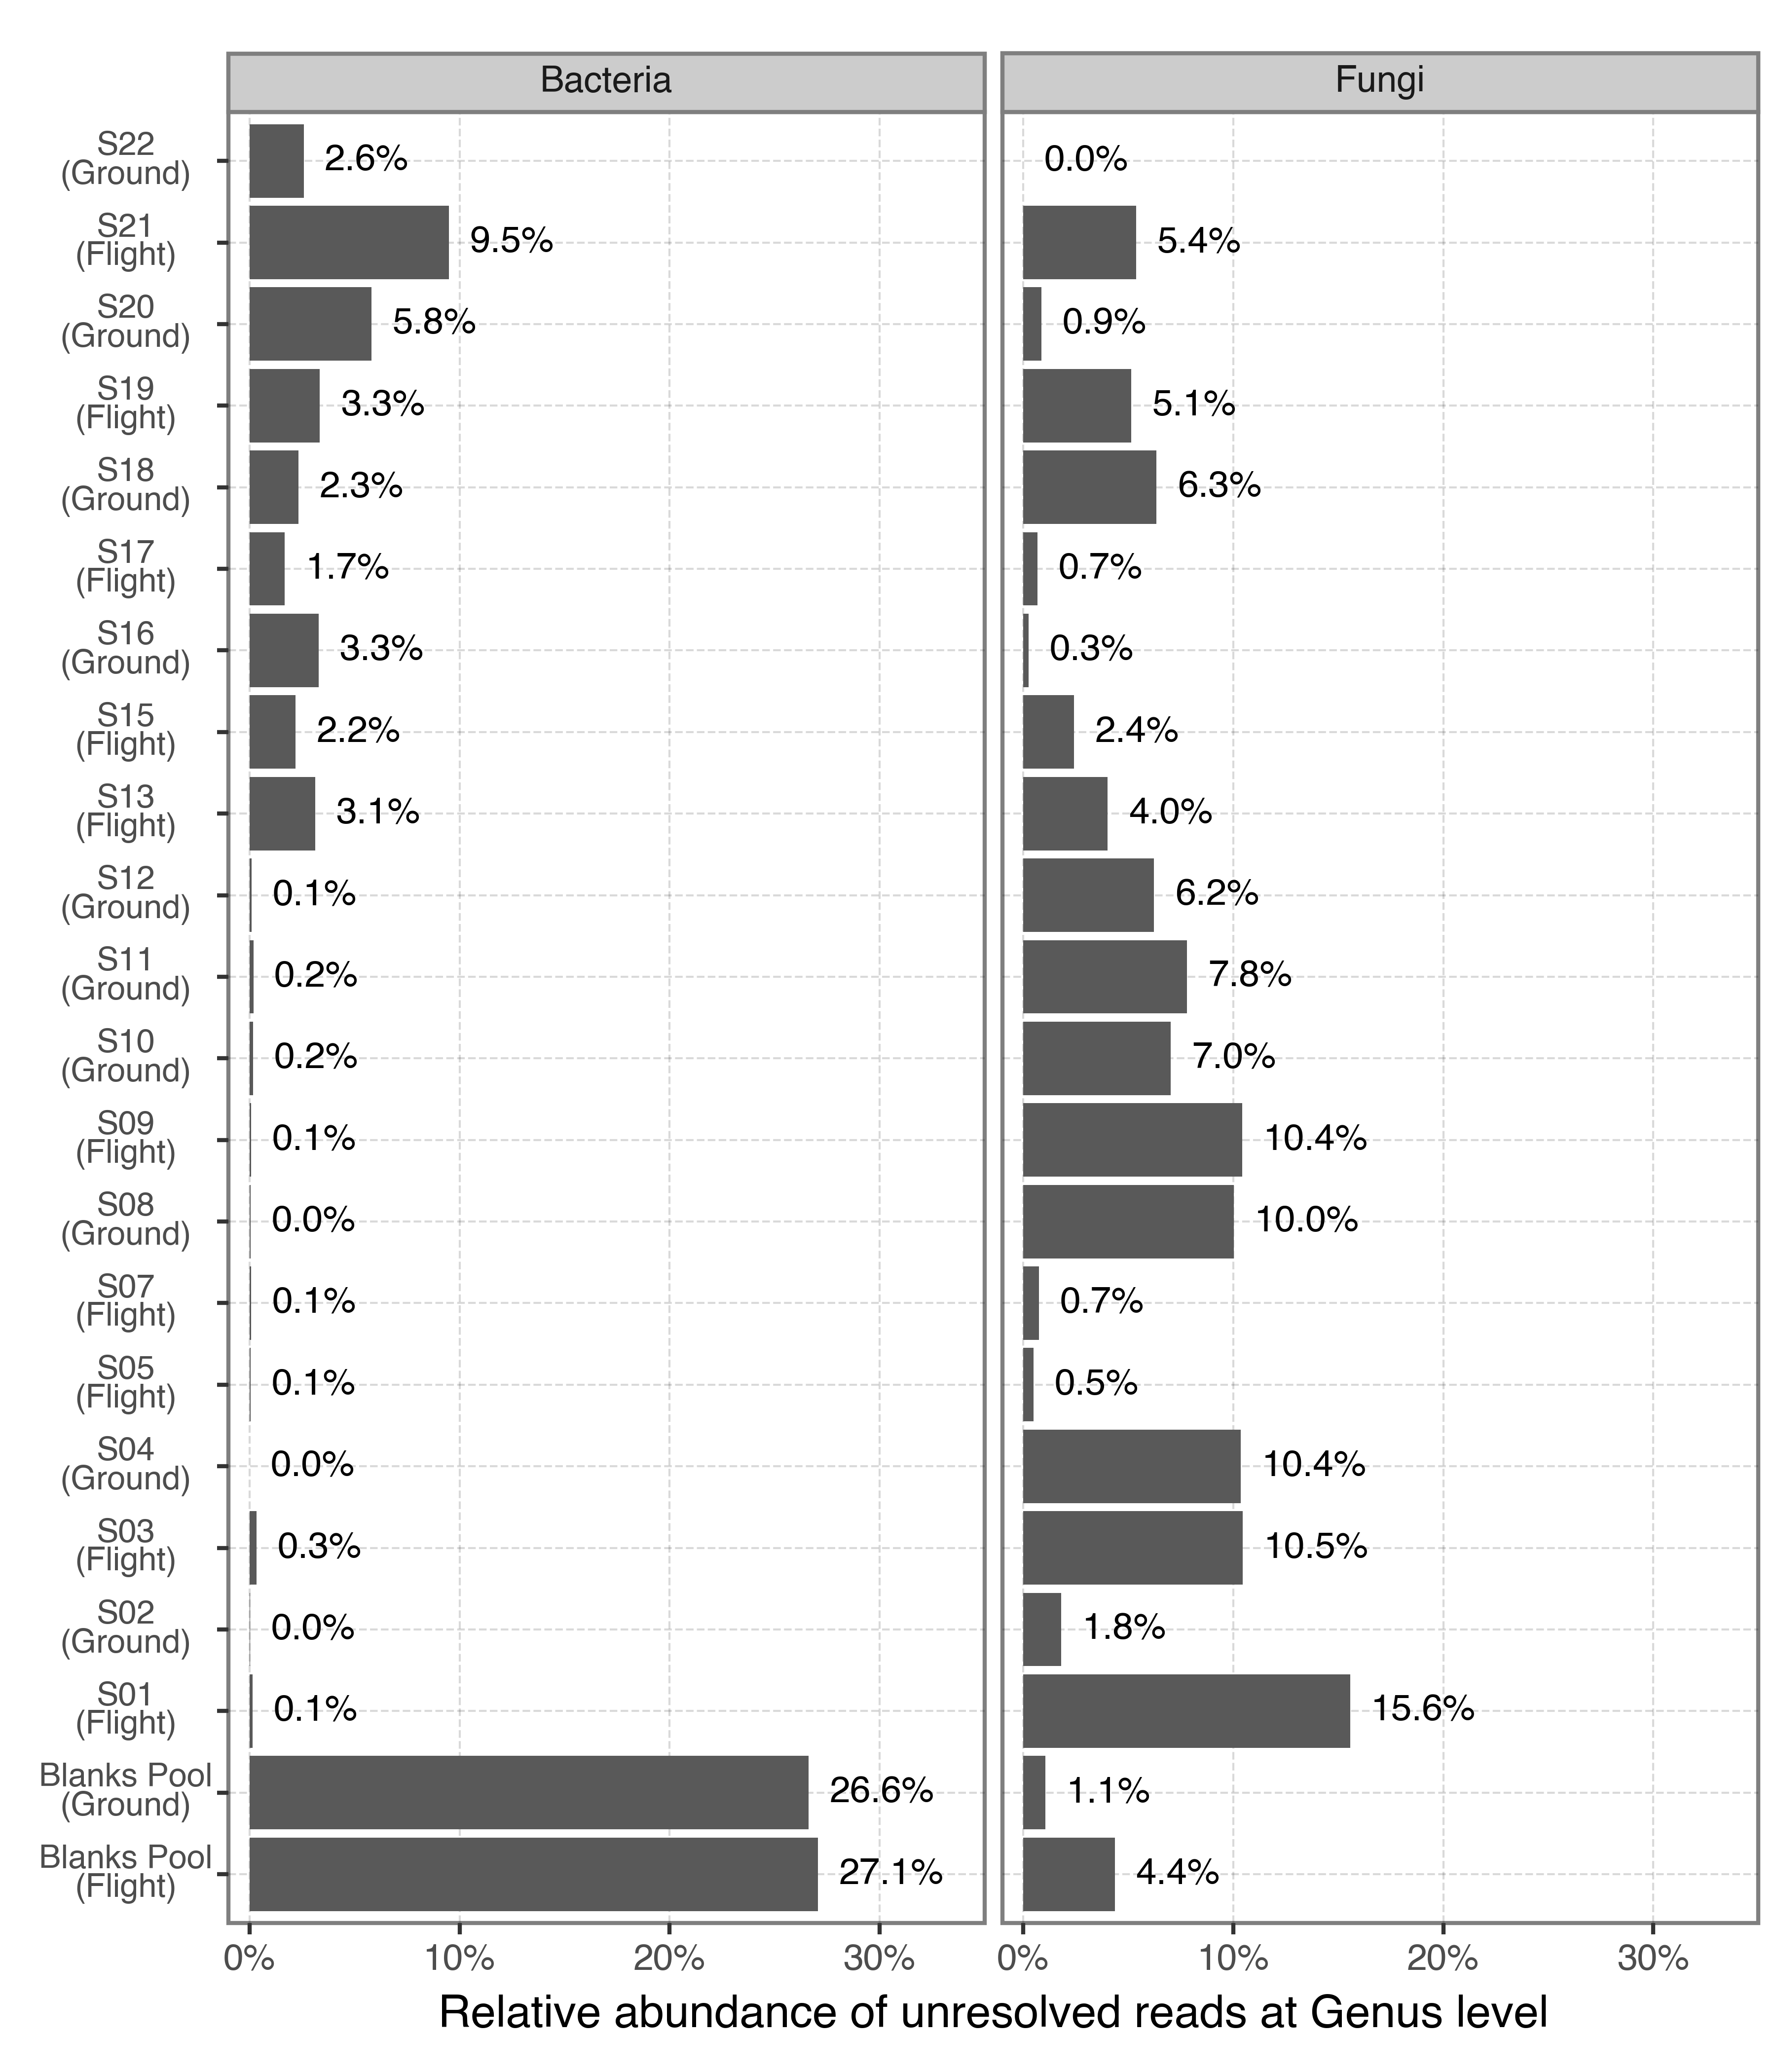 Bacteria Fungi
S22
(Ground) 2.6% 0.0%
S21
(Flight) 9.5% 5.4%
S20
(Ground) 5.8% 0.9%
S19
(Flight) 3.3% 5.1%
S18
(Ground) 2.3% 6.3%
S17
(Flight) 1.7% 0.7%
S16
(Ground) 3.3% 0.3%
S15
(Flight) 2.2% 2.4%
S13
(Flight) 3.1% 4.0%
S12
(Ground) 0.1% 6.2%
S11
(Ground) 0.2% 7.8%
S10
(Ground) 0.2% 7.0%
S09
(Flight) 0.1% 10.4%
S08
(Ground) 0.0% 10.0%
S07
(Flight) 0.1% 0.7%
S05
(Flight) 0.1% 0.5%
S04
(Ground) 0.0% 10.4%
S03
(Flight) 0.3% 10.5%
S02
(Ground) 0.0% 1.8%
S01
(Flight) 0.1% 15.6%
Blanks Pool
(Ground) 26.6% 1.1%
Blanks Pool
(Flight) 27.1% 4.4%
0% 10% 20% 30% 0% 10% 20% 30%
Relative abundance of unresolved reads at Genus level